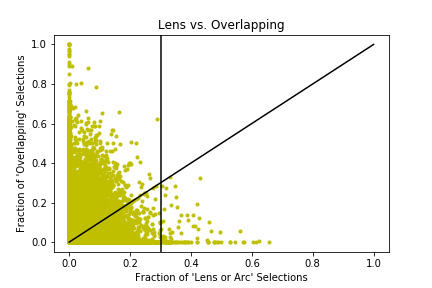 Lens vs. Overlapping
Fraction of 'Overlapping' Selections
1.0
0.8
0.6
0.4
0.2
0.0
0.0 0.2 0.4 0.6 0.8 1.0
Fraction of 'Lens or Arc' Selections